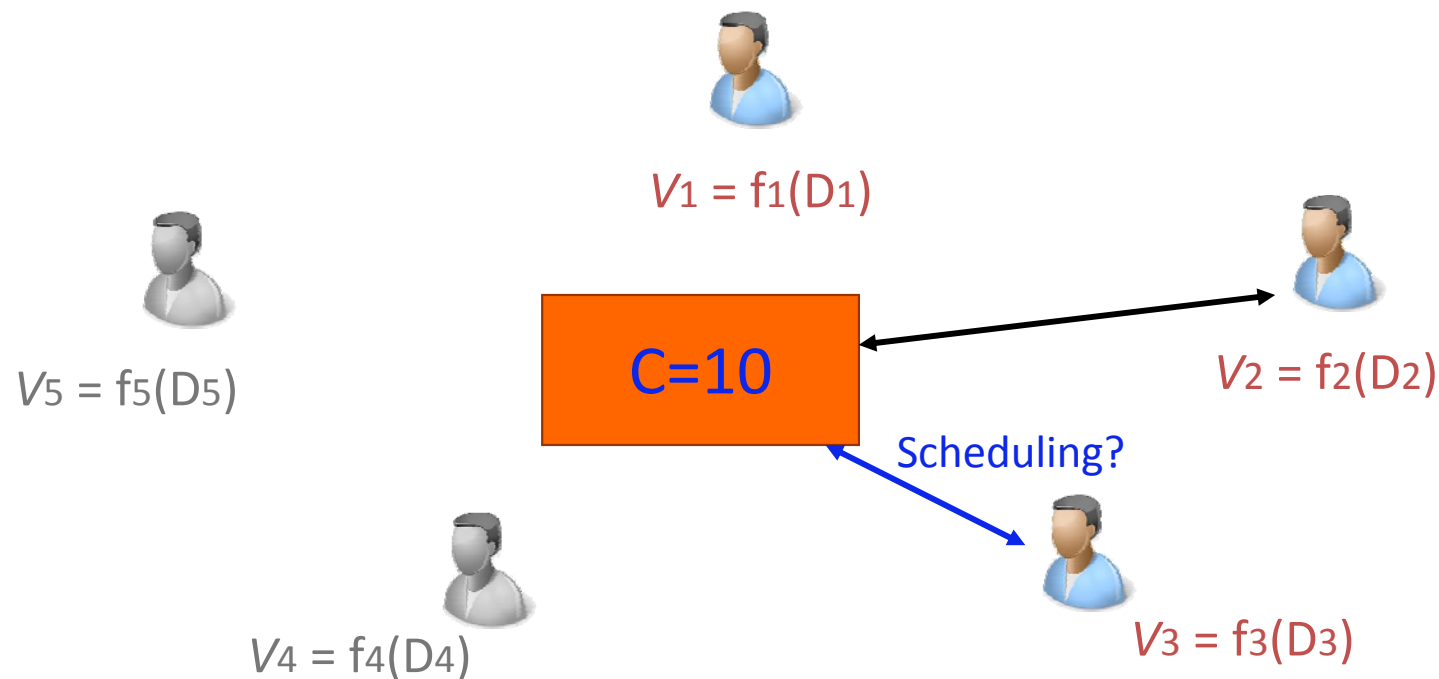 V1 = f1(D1)
V5 = f5(D5)
C=10
V2 = f2(D2)
Scheduling?
V4 = f4(D4)
V3 = f3(D3)